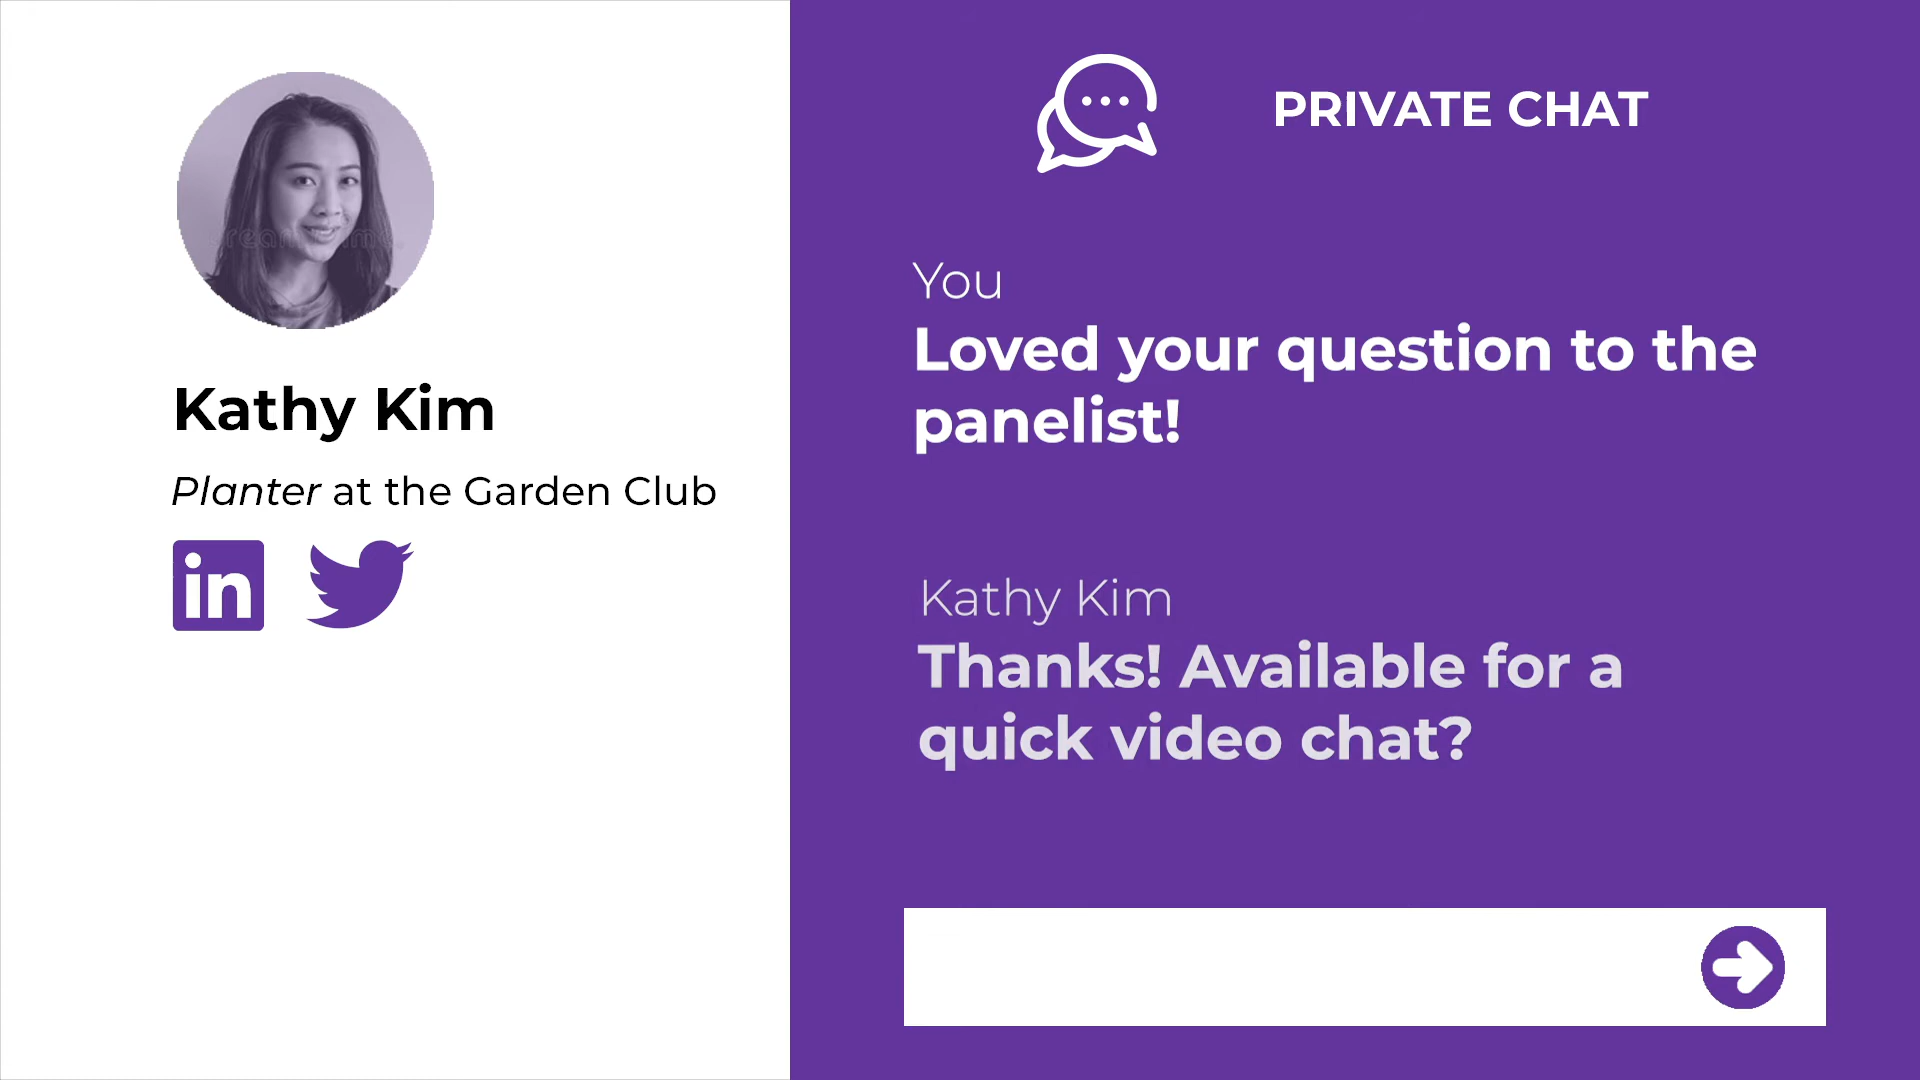 Kathy Kim
Planter at the Garden Club
in
PRIVATE CHAT
You
Loved your question to the
panelist!
Kathy Kim
Thanks! Available for a
quick video chat?